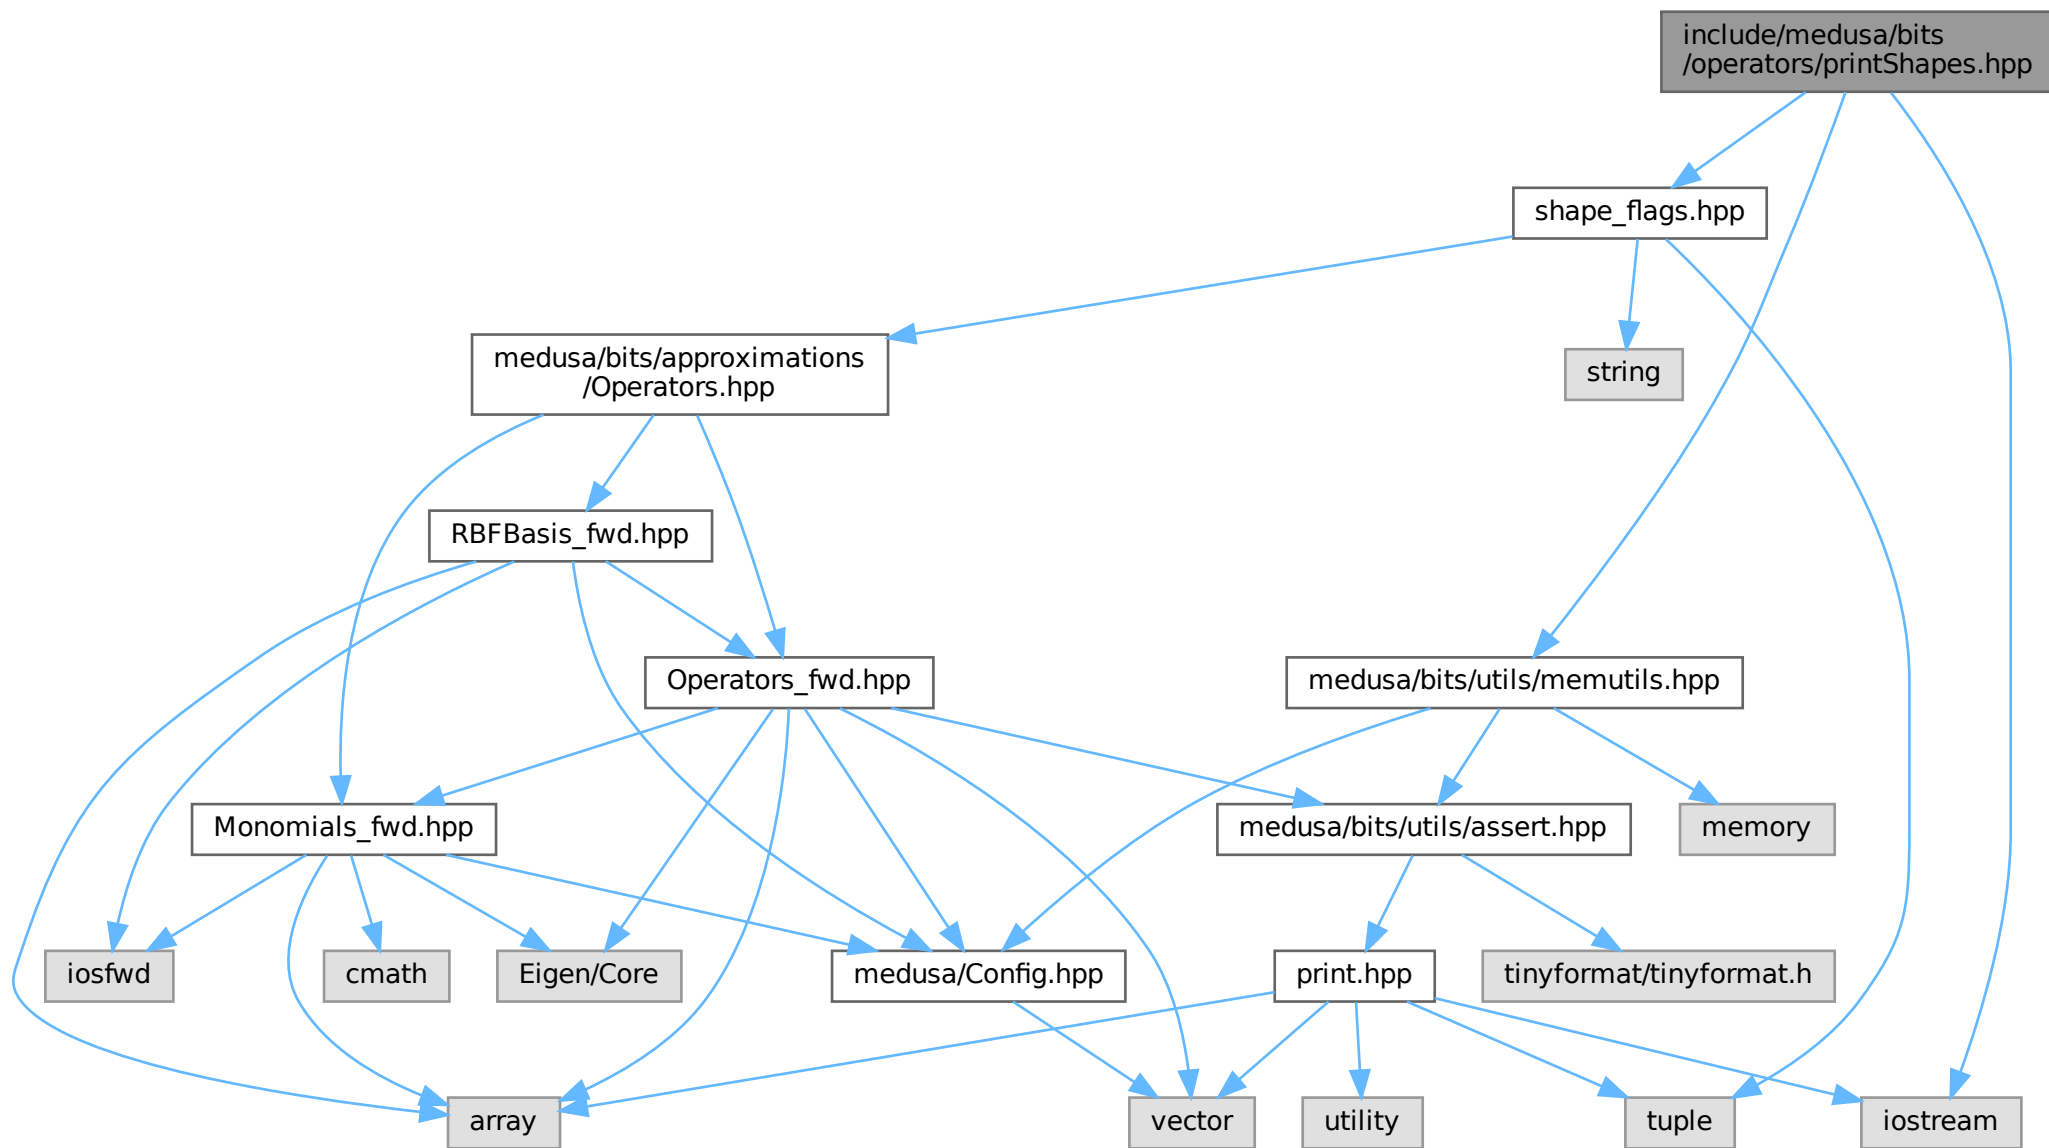 include/medusa/bits
/operators/printShapes.hpp
shape_flags.hpp
medusa/bits/approximations
/Operators.hpp
string
RBFBasis_fwd.hpp
Operators_fwd.hpp
medusa/bits/utils/memutils.hpp
Monomials_fwd.hpp
medusa/bits/utils/assert.hpp
memory
iosfwd
cmath
Eigen/Core
medusa/Config.hpp
print.hpp
tinyformat/tinyformat.h
array
vector
utility
tuple
iostream